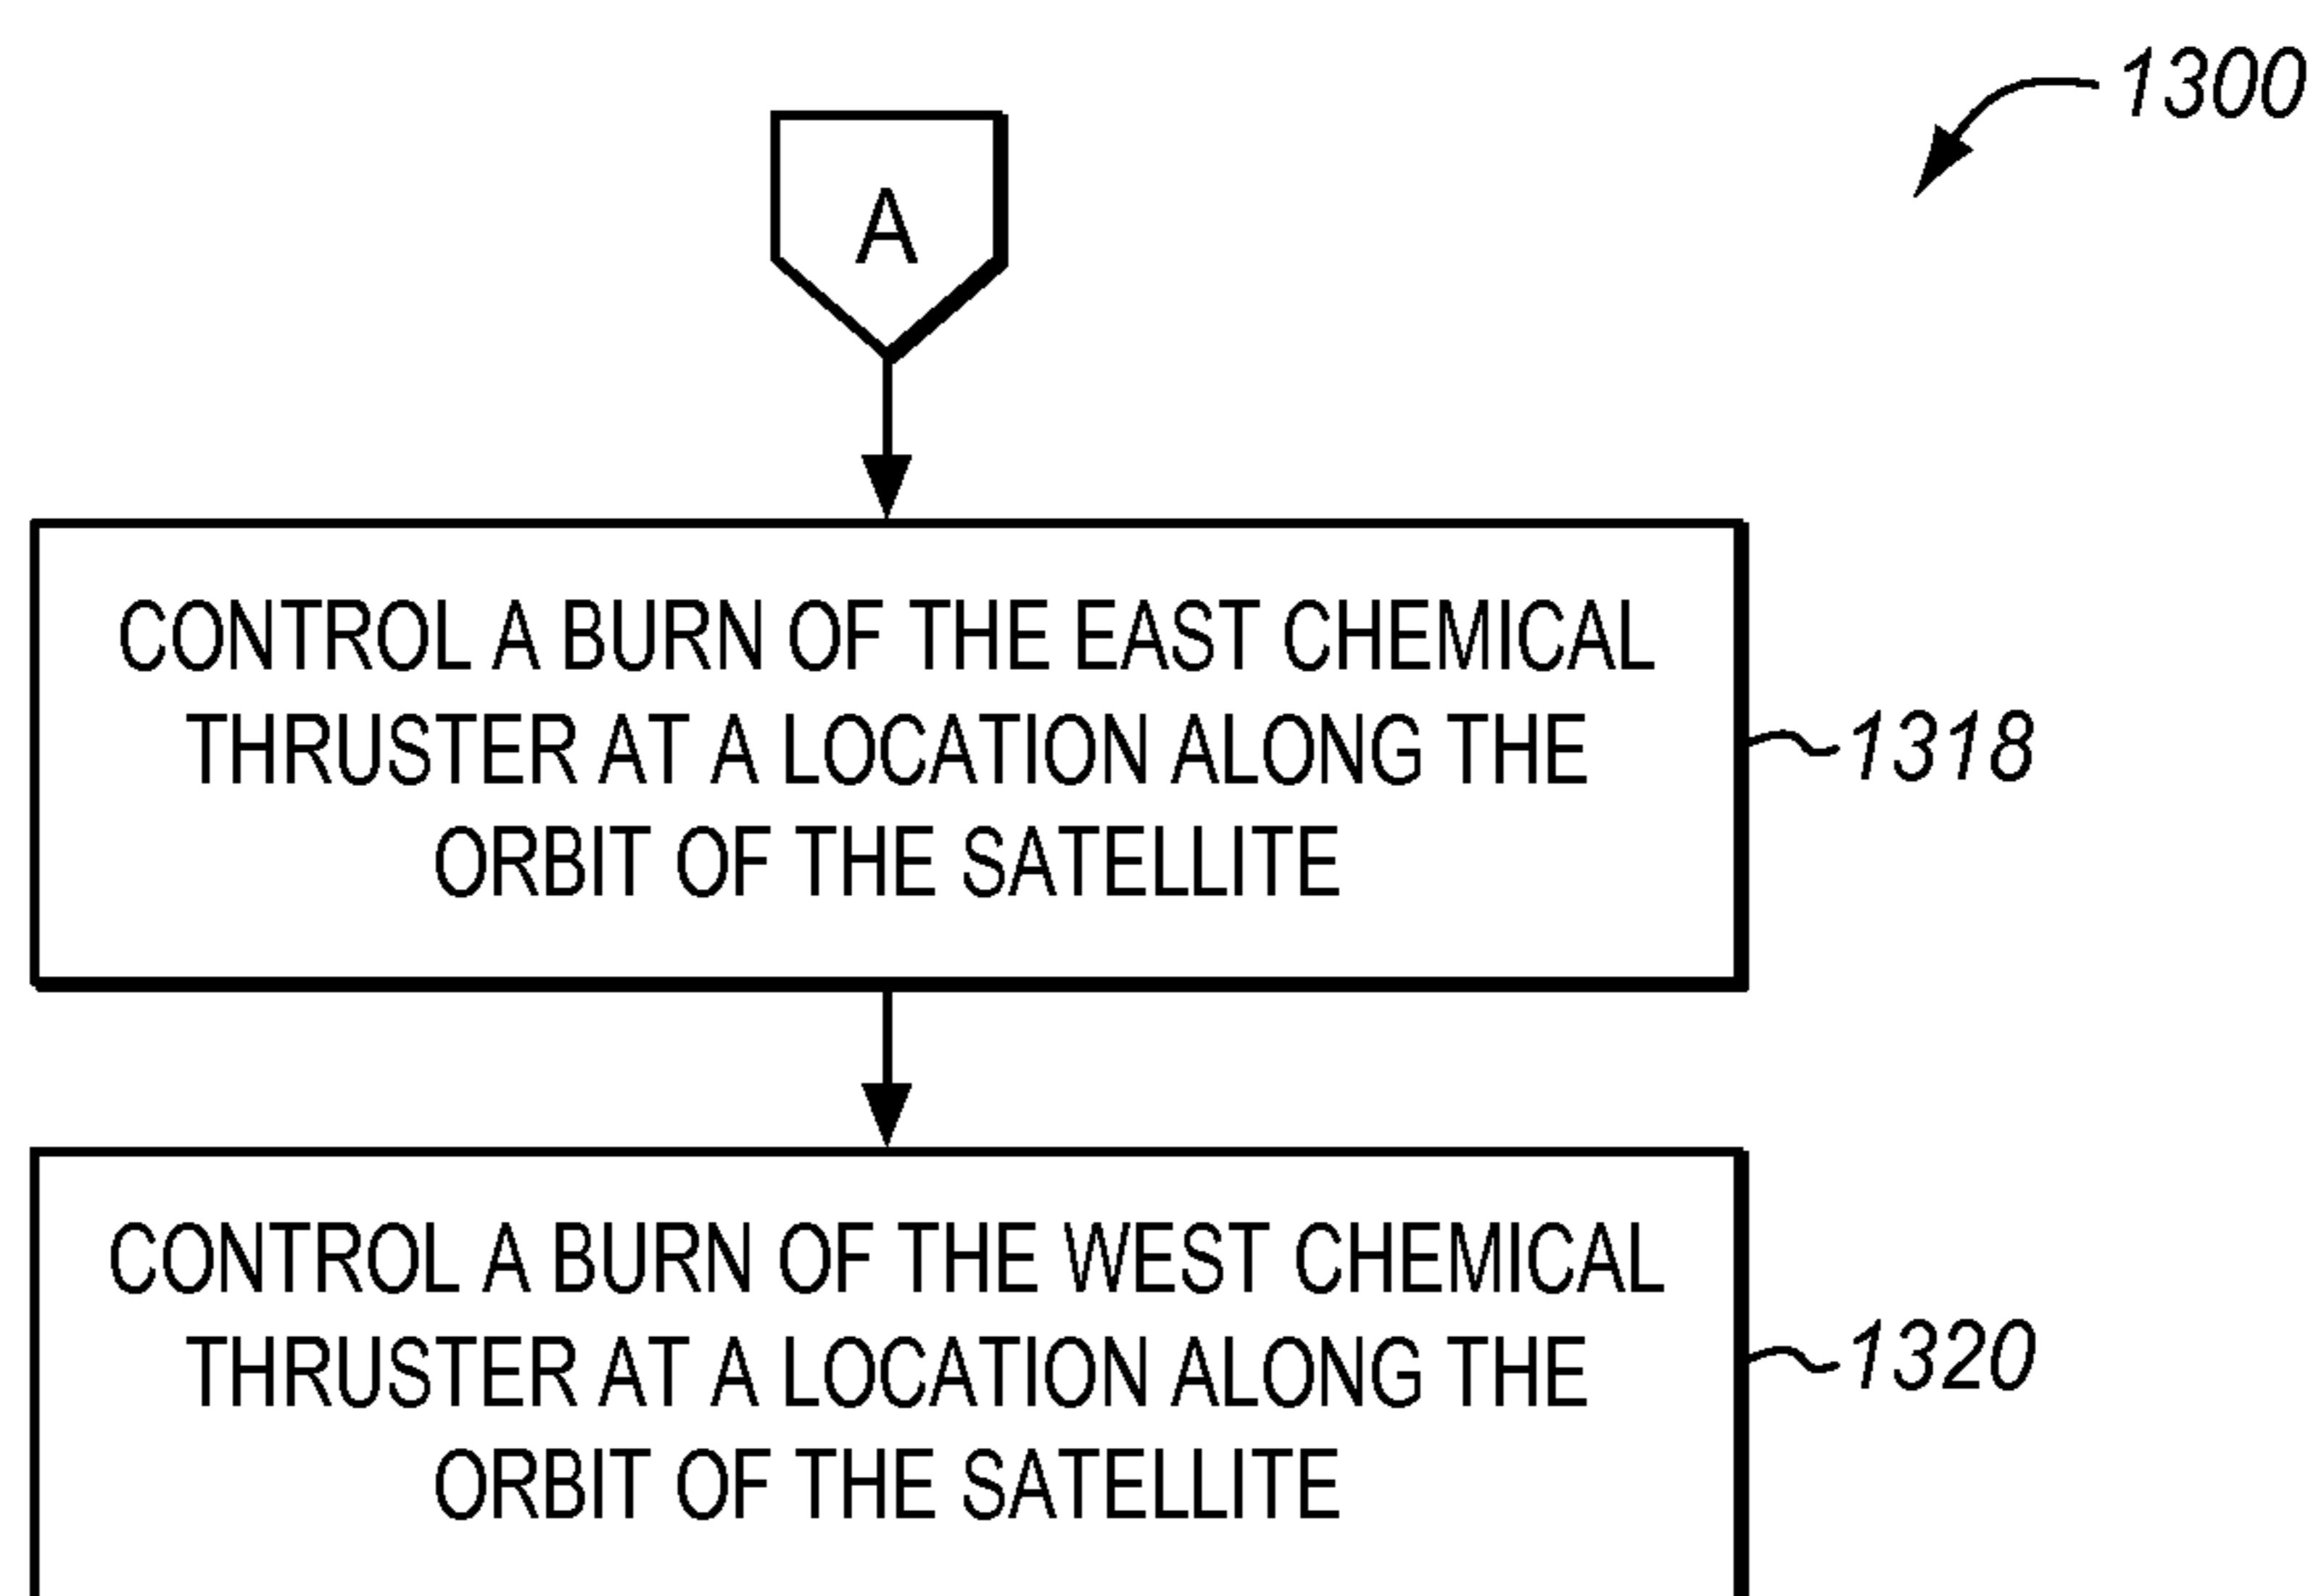 1300
A
CONTROL A BURN OF THE EAST CHEMICAL
THRUSTER AT A LOCATION ALONG THE
ORBIT OF THE SATELLITE
1318
CONTROL A BURN OF THE WEST CHEMICAL
THRUSTER AT A LOCATION ALONG THE
ORBIT OF THE SATELLITE
1320